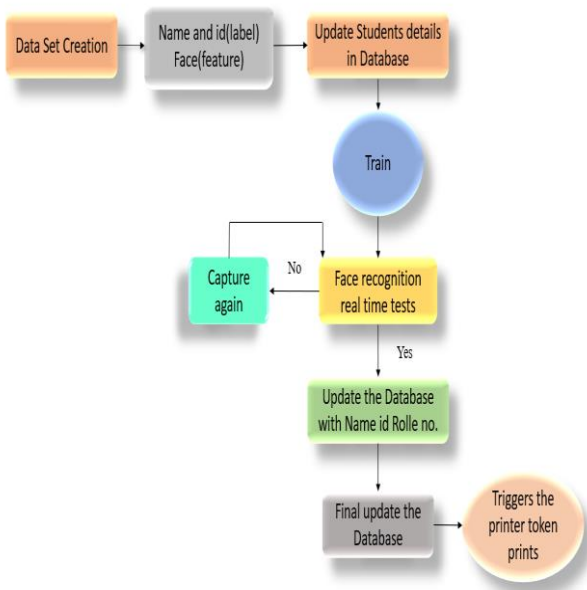 Data Set Creation
Name and id(label)
Face(feature)
Update Students details
in Database
Train
Face recognition
real time tests
No
Capture
again
Yes
Update the Database
with Name id Rolle no.
Final update the
Database
Triggers the
printer token
prints